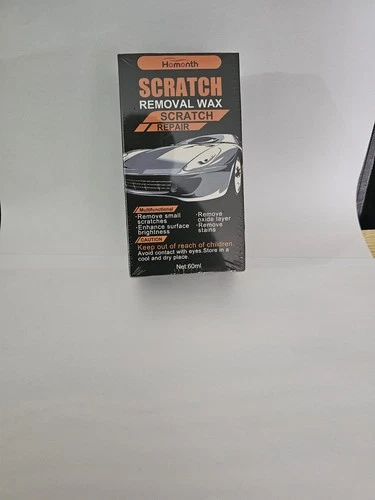 Homonth
SCRATCH
REMOVAL WAX
SCRATCH
REPAIR
Multifunctional
·Remove small
scratches
·Enhance surface
brightness
·Remove
oxide layer
·Remove
stains
CAUTION
Keep out of reach of children.
Avoid contact with eyes.Store in a
cool and dry place.
Net:60ml